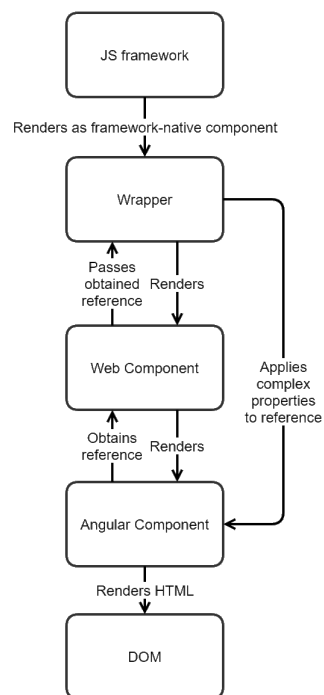 JS framework
Renders as framework-native component
Wrapper
Passes
obtained
reference
Renders
Web Component
Applies
complex
properties
to reference
Obtains
reference
Renders
Angular Component
Renders HTML
DOM